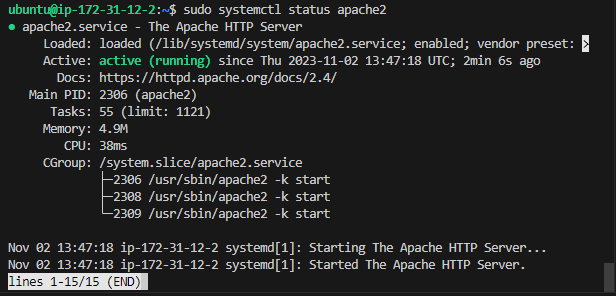 ubuntu@ip-172-31-12-2:~$ sudo systemctl status apache2
● apache2.service - The Apache HTTP Server
     Loaded: loaded (/lib/systemd/system/apache2.service; enabled; vendor preset: >
     Active: active (running) since Thu 2023-11-02 13:47:18 UTC; 2min 6s ago
       Docs: https://httpd.apache.org/docs/2.4/
   Main PID: 2306 (apache2)
      Tasks: 55 (limit: 1121)
     Memory: 4.9M
        CPU: 38ms
     CGroup: /system.slice/apache2.service
             ├─2306 /usr/sbin/apache2 -k start
             ├─2308 /usr/sbin/apache2 -k start
             └─2309 /usr/sbin/apache2 -k start

Nov 02 13:47:18 ip-172-31-12-2 systemd[1]: Starting The Apache HTTP Server...
Nov 02 13:47:18 ip-172-31-12-2 systemd[1]: Started The Apache HTTP Server.
lines 1-15/15 (END)